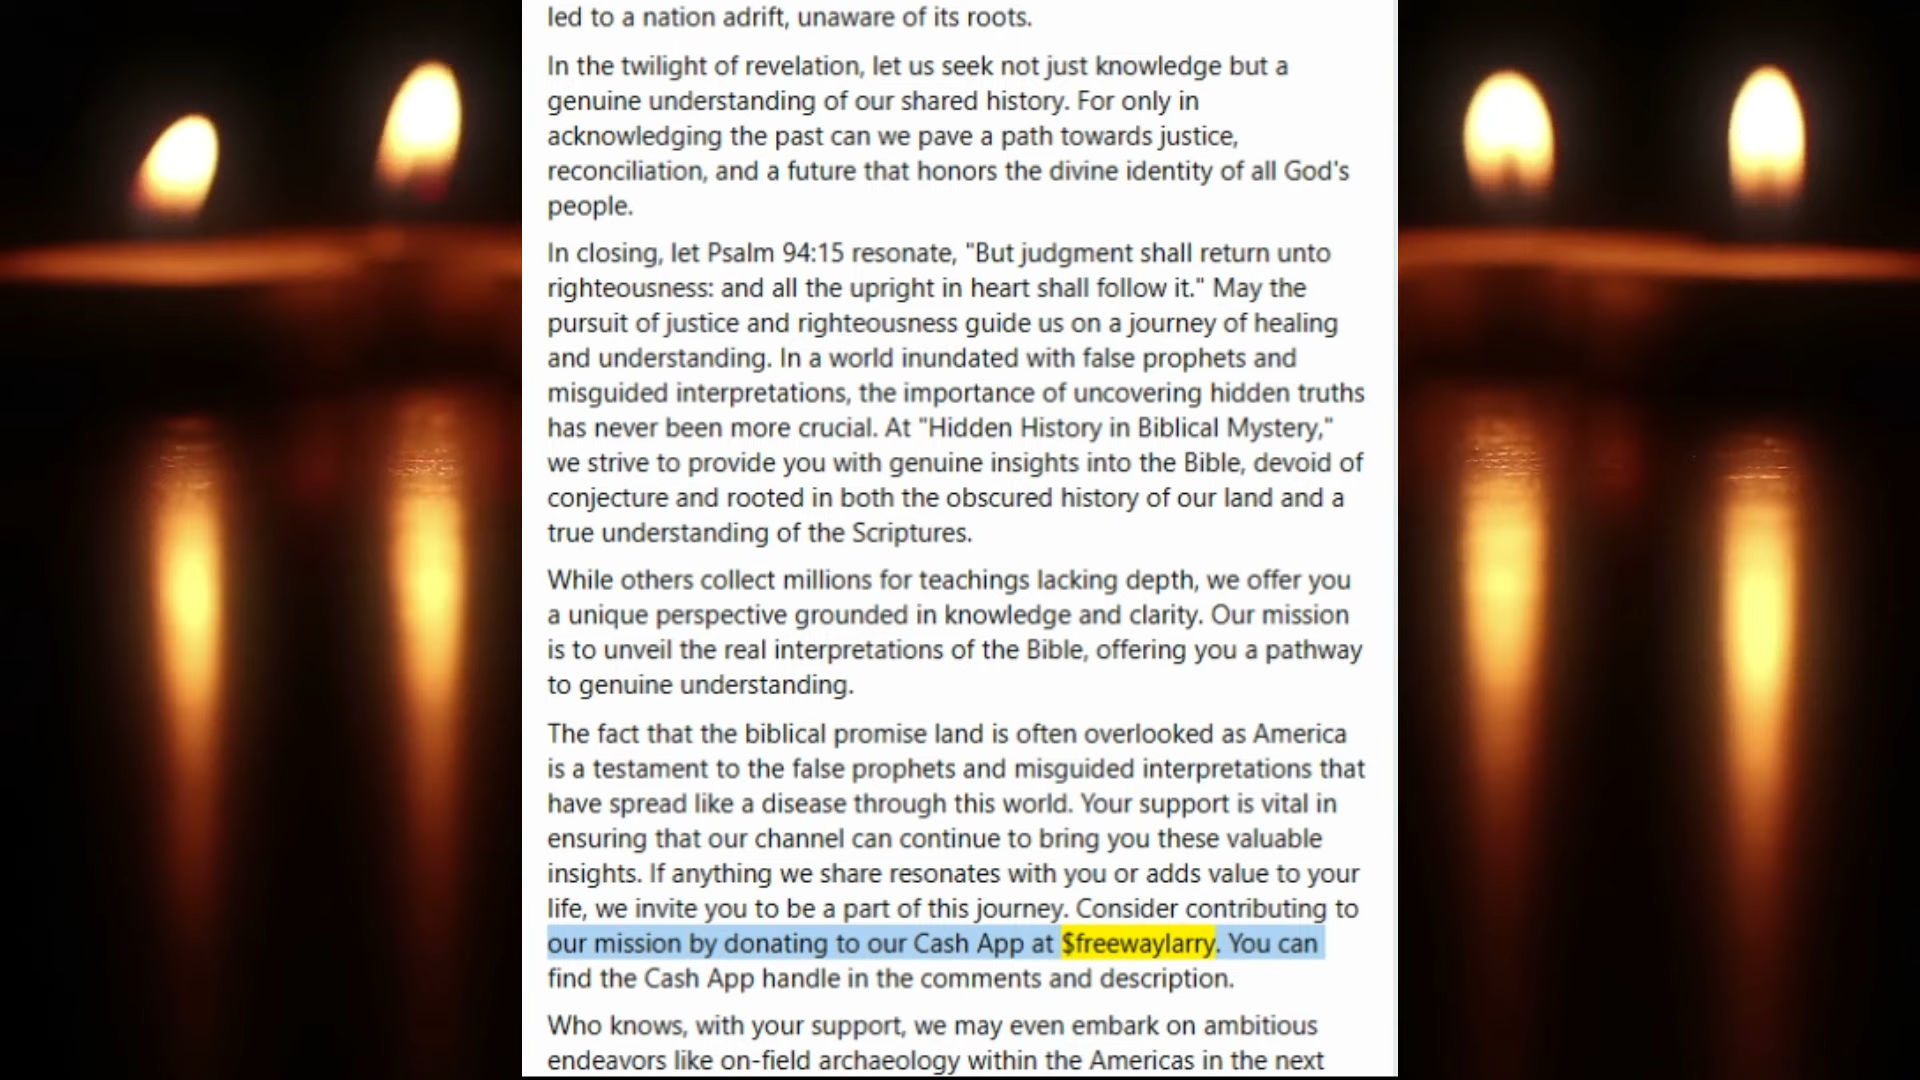 led to a nation adrift, unaware of its roots.
In the twilight of revelation, let us seek not just knowledge but a
genuine understanding of our shared history. For only in
acknowledging the past can we pave a path towards justice,
reconciliation, and a future that honors the divine identity of all God's
people.
In closing, let Psalm 94:15 resonate, "But judgment shall return unto
righteousness: and all the upright in heart shall follow it." May the
pursuit of justice and righteousness guide us on a journey of healing
and understanding. In a world inundated with false prophets and
misguided interpretations, the importance of uncovering hidden truths
has never been more crucial. At "Hidden History in Biblical Mystery,"
we strive to provide you with genuine insights into the Bible, devoid of
conjecture and rooted in both the obscured history of our land and a
true understanding of the Scriptures.
While others collect millions for teachings lacking depth, we offer you
a unique perspective grounded in knowledge and clarity. Our mission
is to unveil the real interpretations of the Bible, offering you a pathway
to genuine understanding.
The fact that the biblical promise land is often overlooked as America
is a testament to the false prophets and misguided interpretations that
have spread like a disease through this world. Your support is vital in
ensuring that our channel can continue to bring you these valuable
insights. If anything we share resonates with you or adds value to your
life, we invite you to be a part of this journey. Consider contributing to
our mission by donating to our Cash App at $freewaylarry. You can
find the Cash App handle in the comments and description.
Who knows, with your support, we may even embark on ambitious
endeavors like on-field archaeology within the Americas in the next